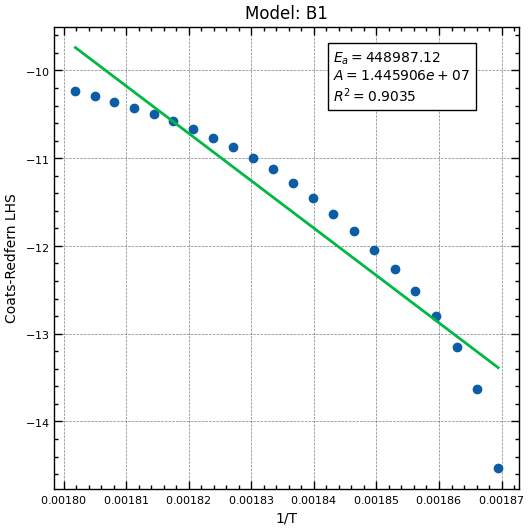 Model: B1
E_a = 448987.12
A = 1.445906e + 07
R² = 0.9035
Coats-Redfern LHS
−10
−11
−12
−13
−14
0.00180 0.00181 0.00182 0.00183 0.00184 0.00185 0.00186 0.00187
1/T